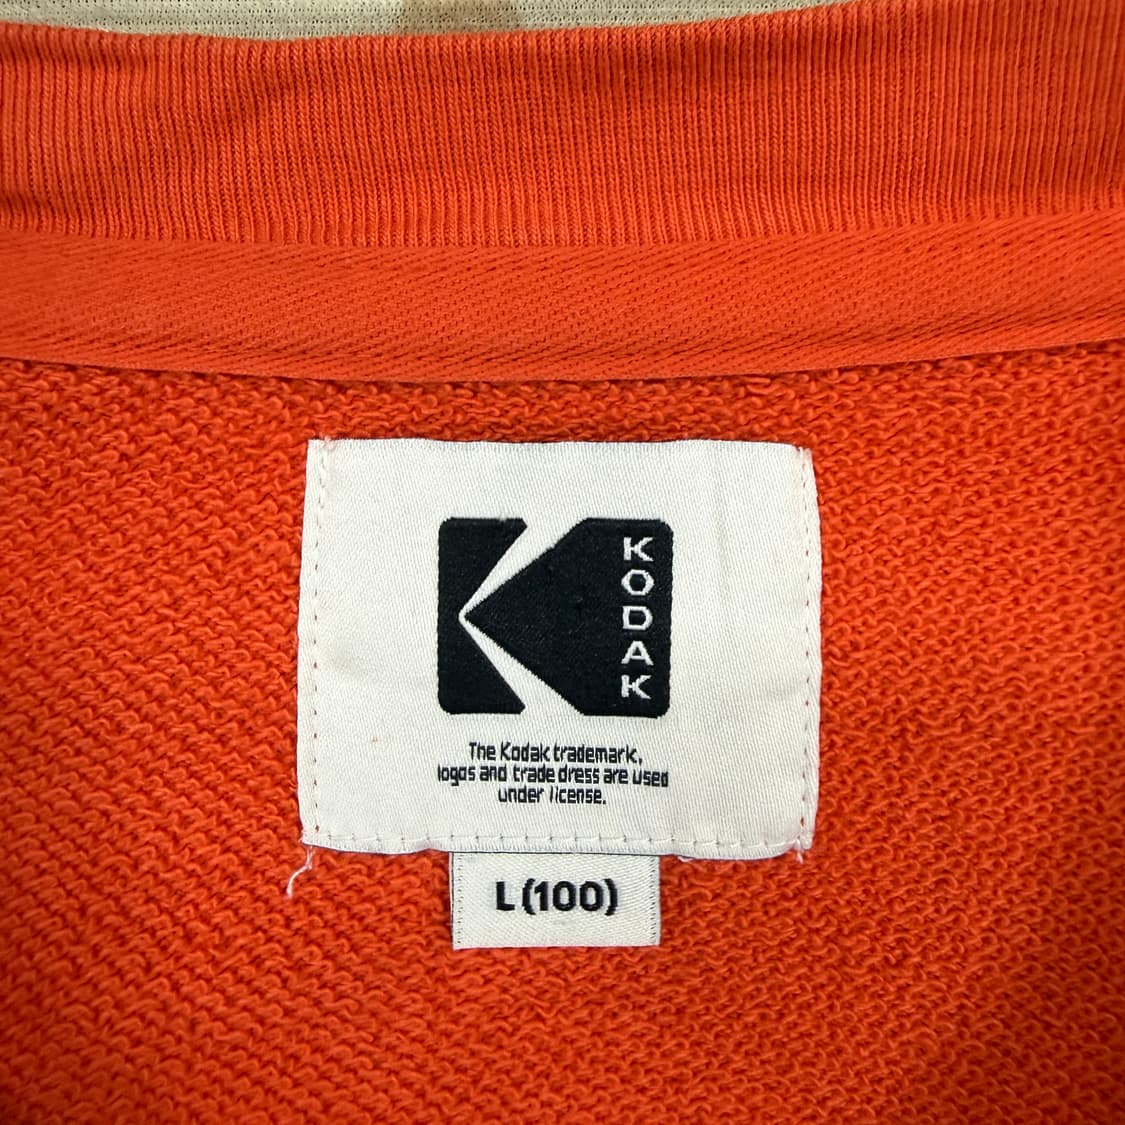 KODAK
The Kodak trademark,
logos and trade dress are used
under license.
L (100)